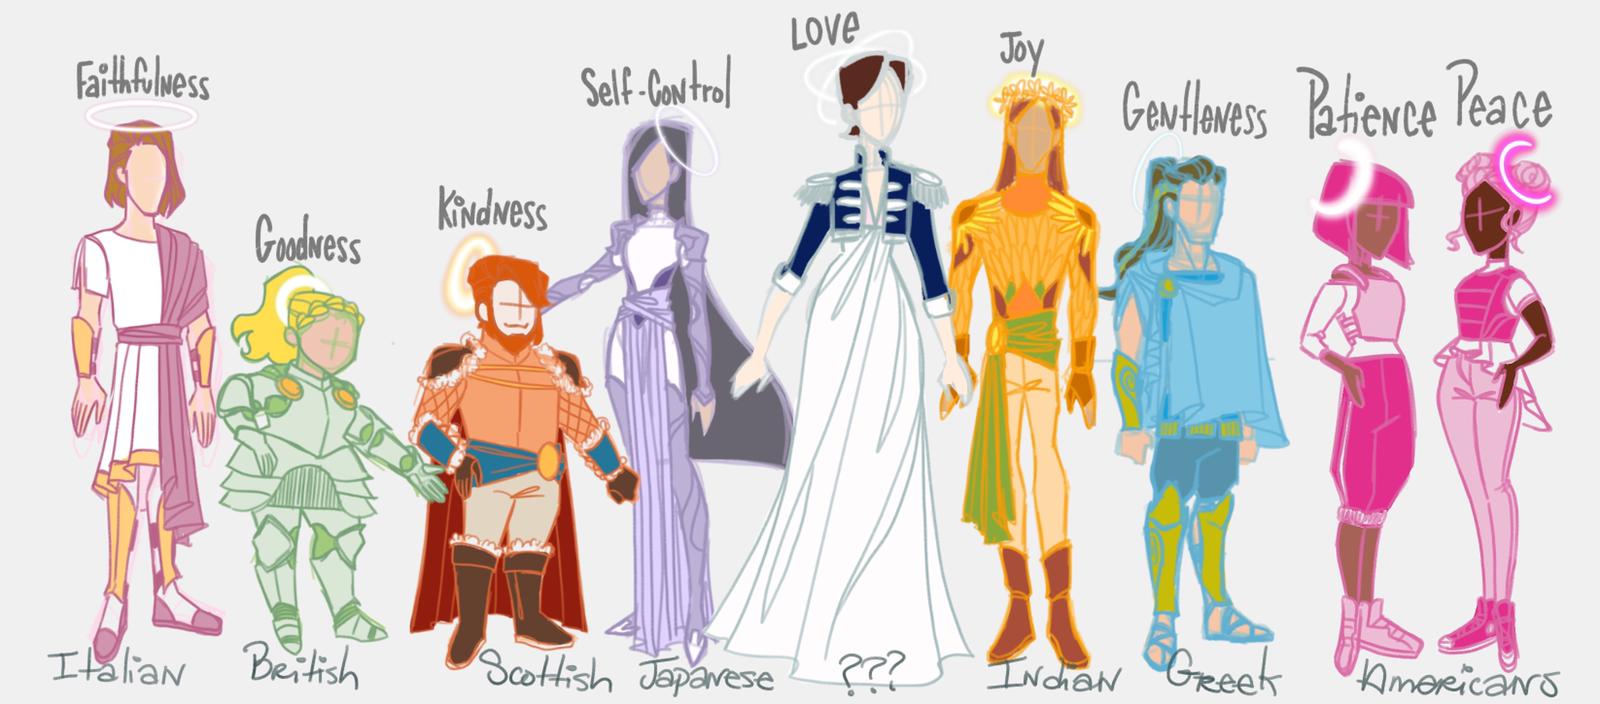 Faithfulness
Goodness
Kindness
Self-Control
LOVE
Joy
Gentleness
Patience
Peace
Italian
British
Scottish
Japanese
???
Indian
Greek
Americans